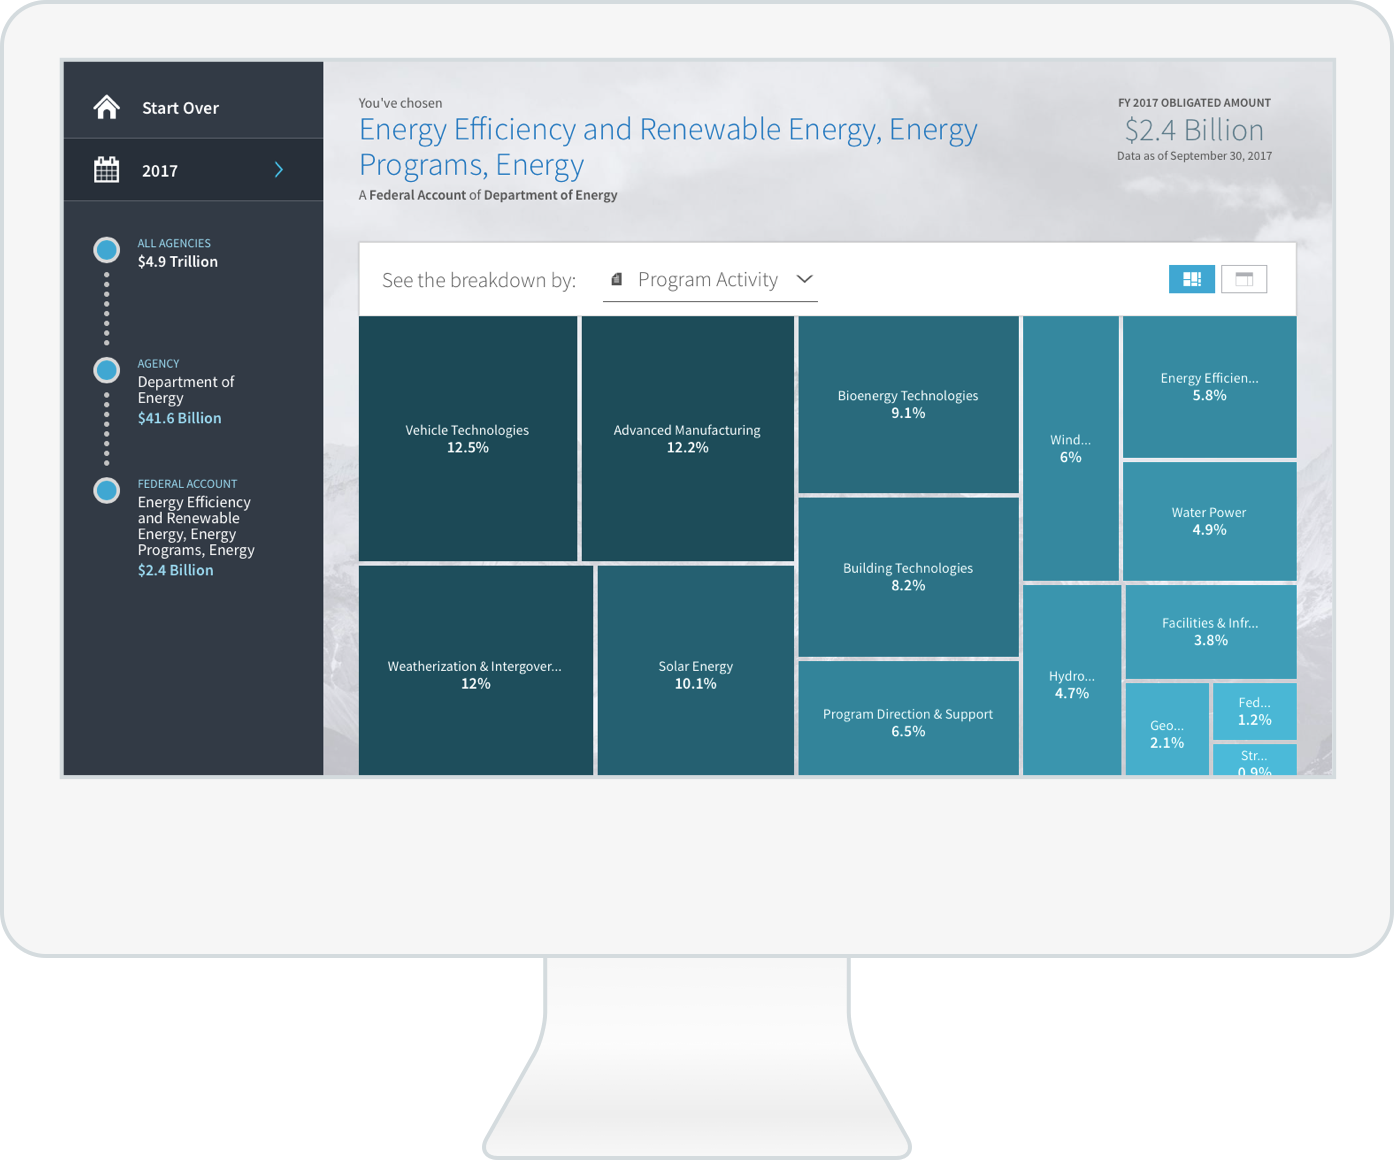 Start Over
2017
ALL AGENCIES
$4.9 Trillion
AGENCY
Department of
Energy
$41.6 Billion
FEDERAL ACCOUNT
Energy Efficiency
and Renewable
Energy, Energy
Programs, Energy
$2.4 Billion
You've chosen
Energy Efficiency and Renewable Energy, Energy
Programs, Energy
A Federal Account of Department of Energy
FY 2017 OBLIGATED AMOUNT
$2.4 Billion
Data as of September 30, 2017
See the breakdown by:
Program Activity
Vehicle Technologies
12.5%
Advanced Manufacturing
12.2%
Weatherization & Intergover...
12%
Solar Energy
10.1%
Bioenergy Technologies
9.1%
Building Technologies
8.2%
Program Direction & Support
6.5%
Wind...
6%
Energy Efficien...
5.8%
Water Power
4.9%
Hydro...
4.7%
Facilities & Infr...
3.8%
Geo...
2.1%
Fed...
1.2%
Str...
0.9%